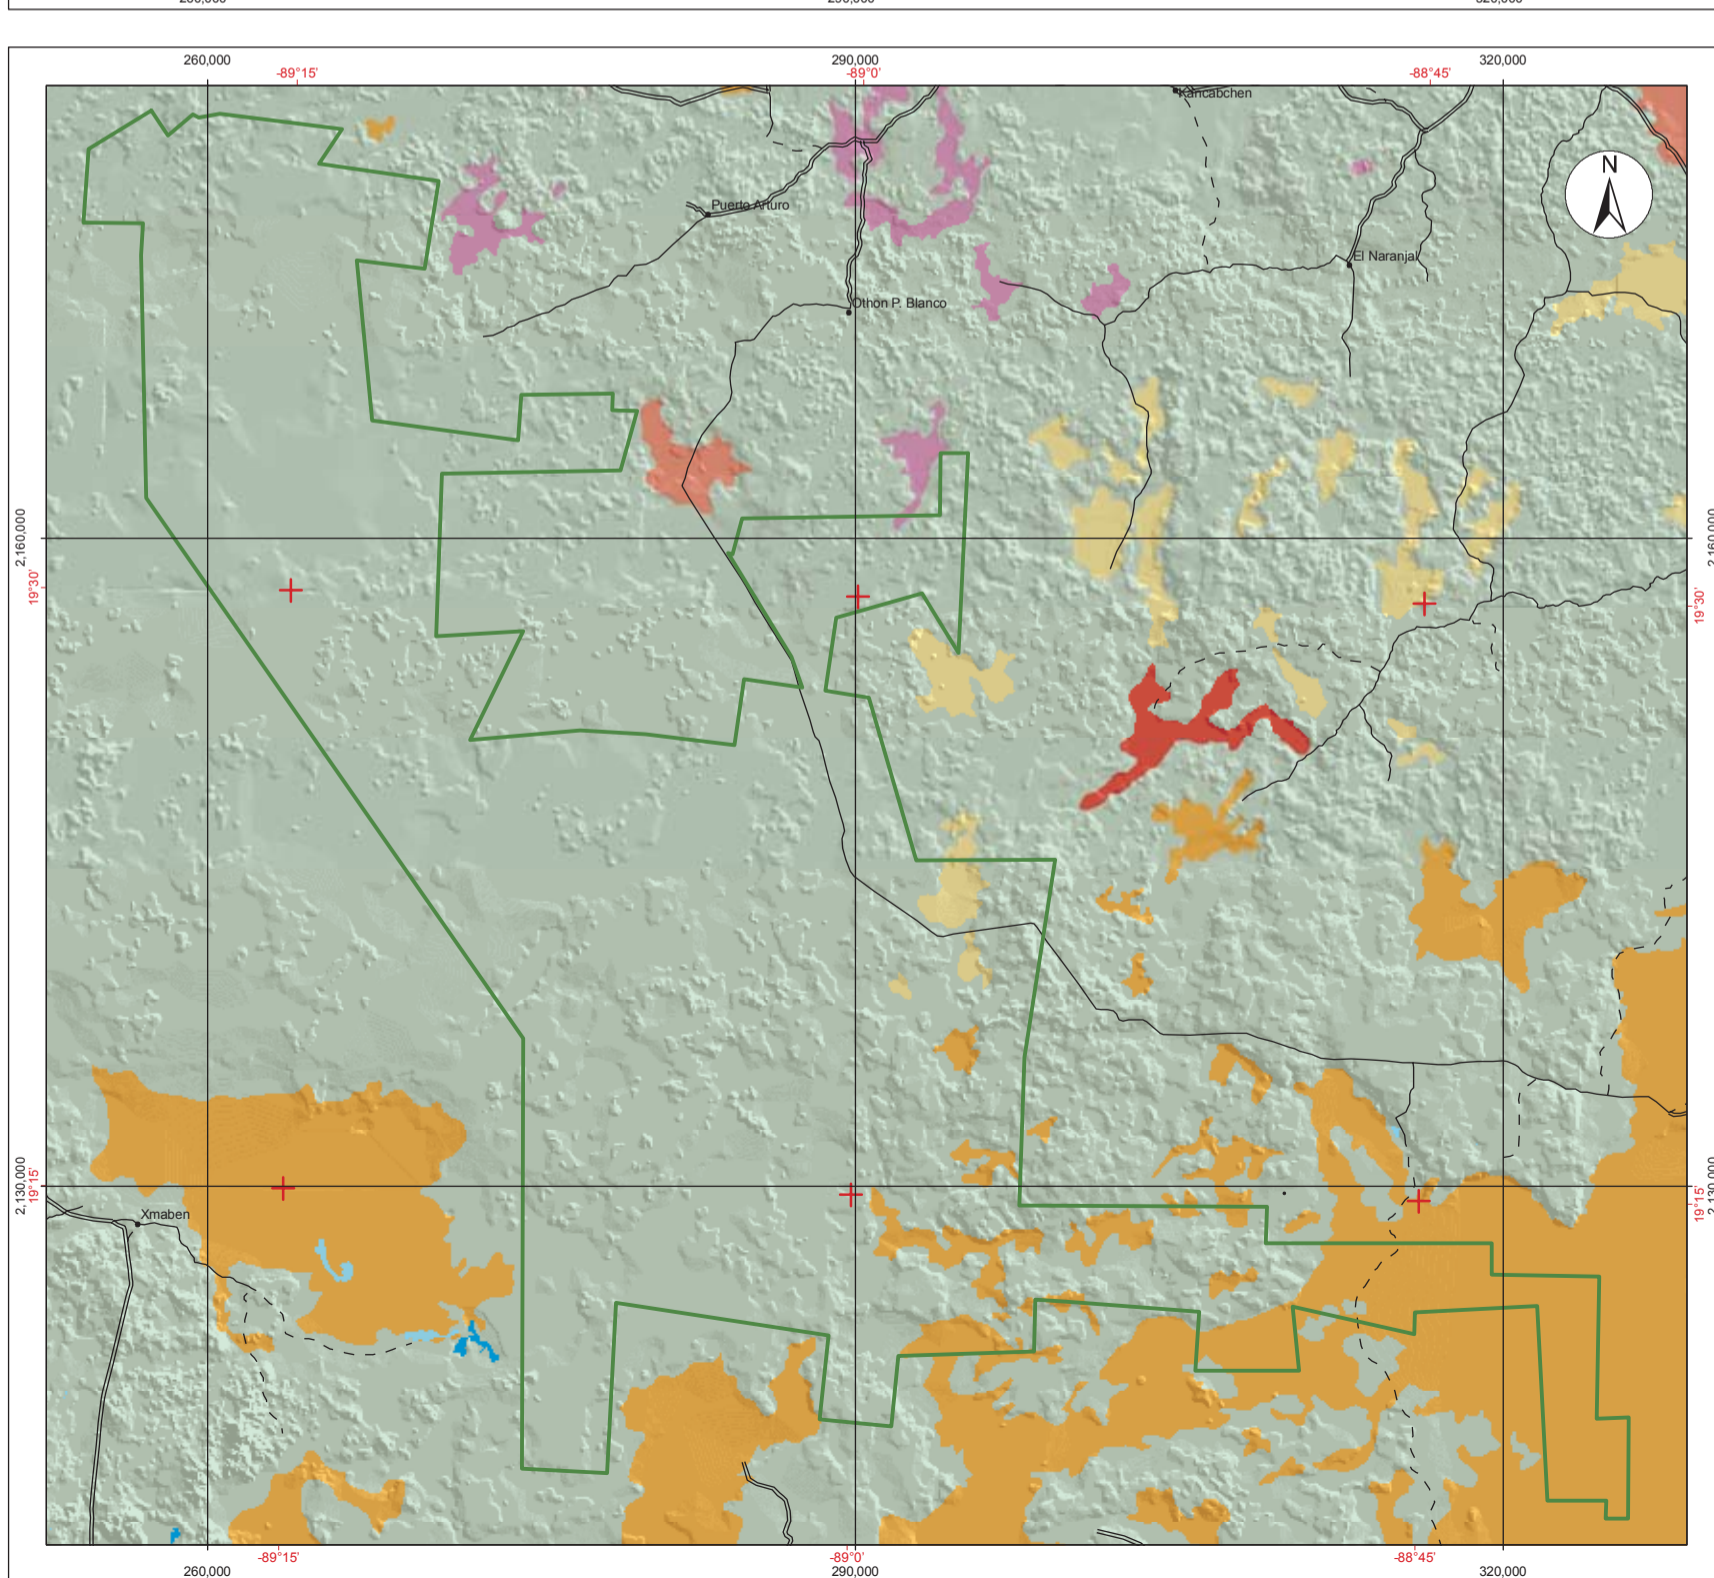 260,000 290,000 320,000
-89°15' -89°0' -88°45'
Kancabchen
N
Puerto Arturo
El Naranjal
Othon P. Blanco
2,160,000 2,160,000
19°30' 19°30'
2,130,000 2,130,000
19°15' 19°15'
Xmaben
-89°15' -89°0' -88°45'
260,000 290,000 320,000